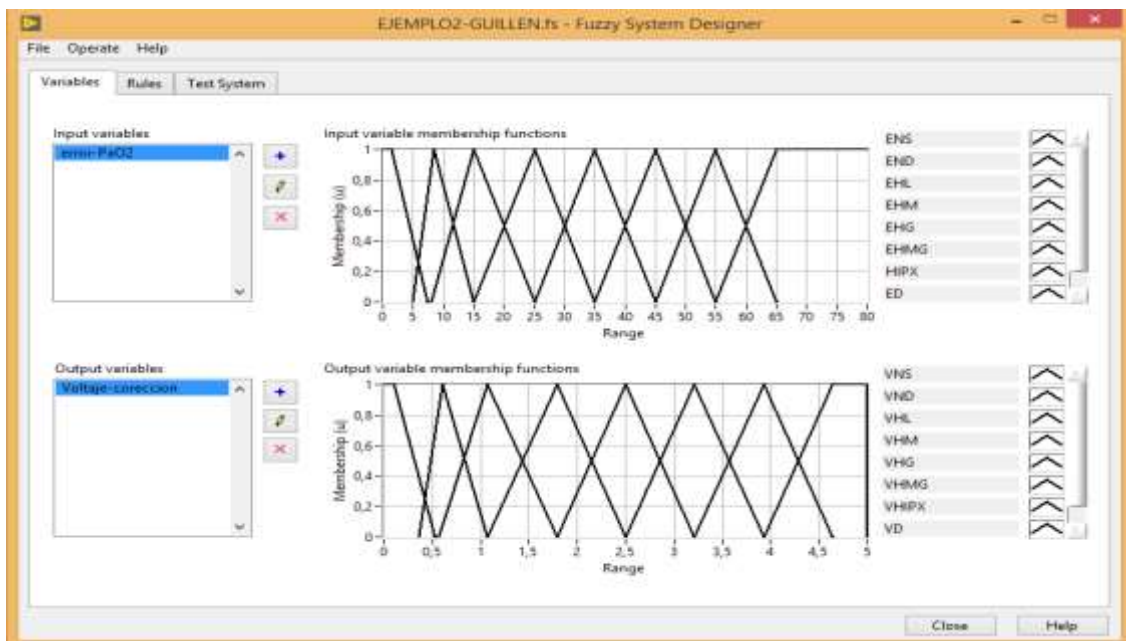 EJEMPLO2-GUILLEN.fs - Fuzzy System Designer
File Operate Help
Variables Rules Test System
Input variables
error-PaO2
Input variable membership functions
Membership (u)
1
0,8
0,6
0,4
0,2
0
0 5 10 15 20 25 30 35 40 45 50 55 60 65 70 75 80
Range
ENS
END
EHL
EHM
EHG
EHMG
HIPX
ED
Output variables
Voltaje-coreccion
Output variable membership functions
Membership (u)
1
0,8
0,6
0,4
0,2
0
0 0,5 1 1,5 2 2,5 3 3,5 4 4,5 5
Range
VNS
VND
VHL
VHM
VHG
VHMG
VHIPX
VD
Close Help